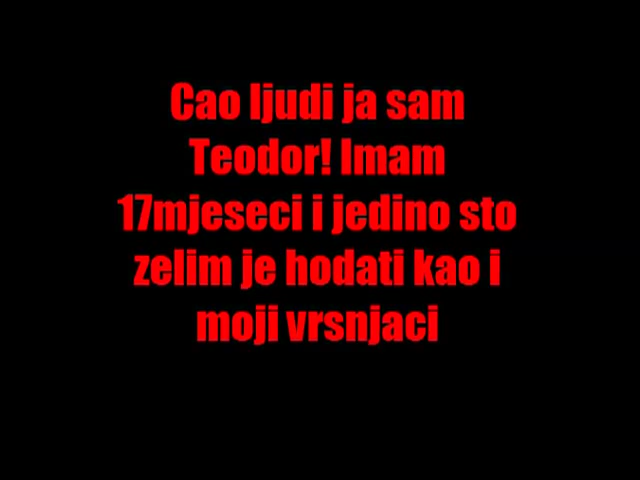 Cao ljudi ja sam
Teodor! Imam
17mjeseci i jedino sto
zelim je hodati kao i
moji vrsnjaci